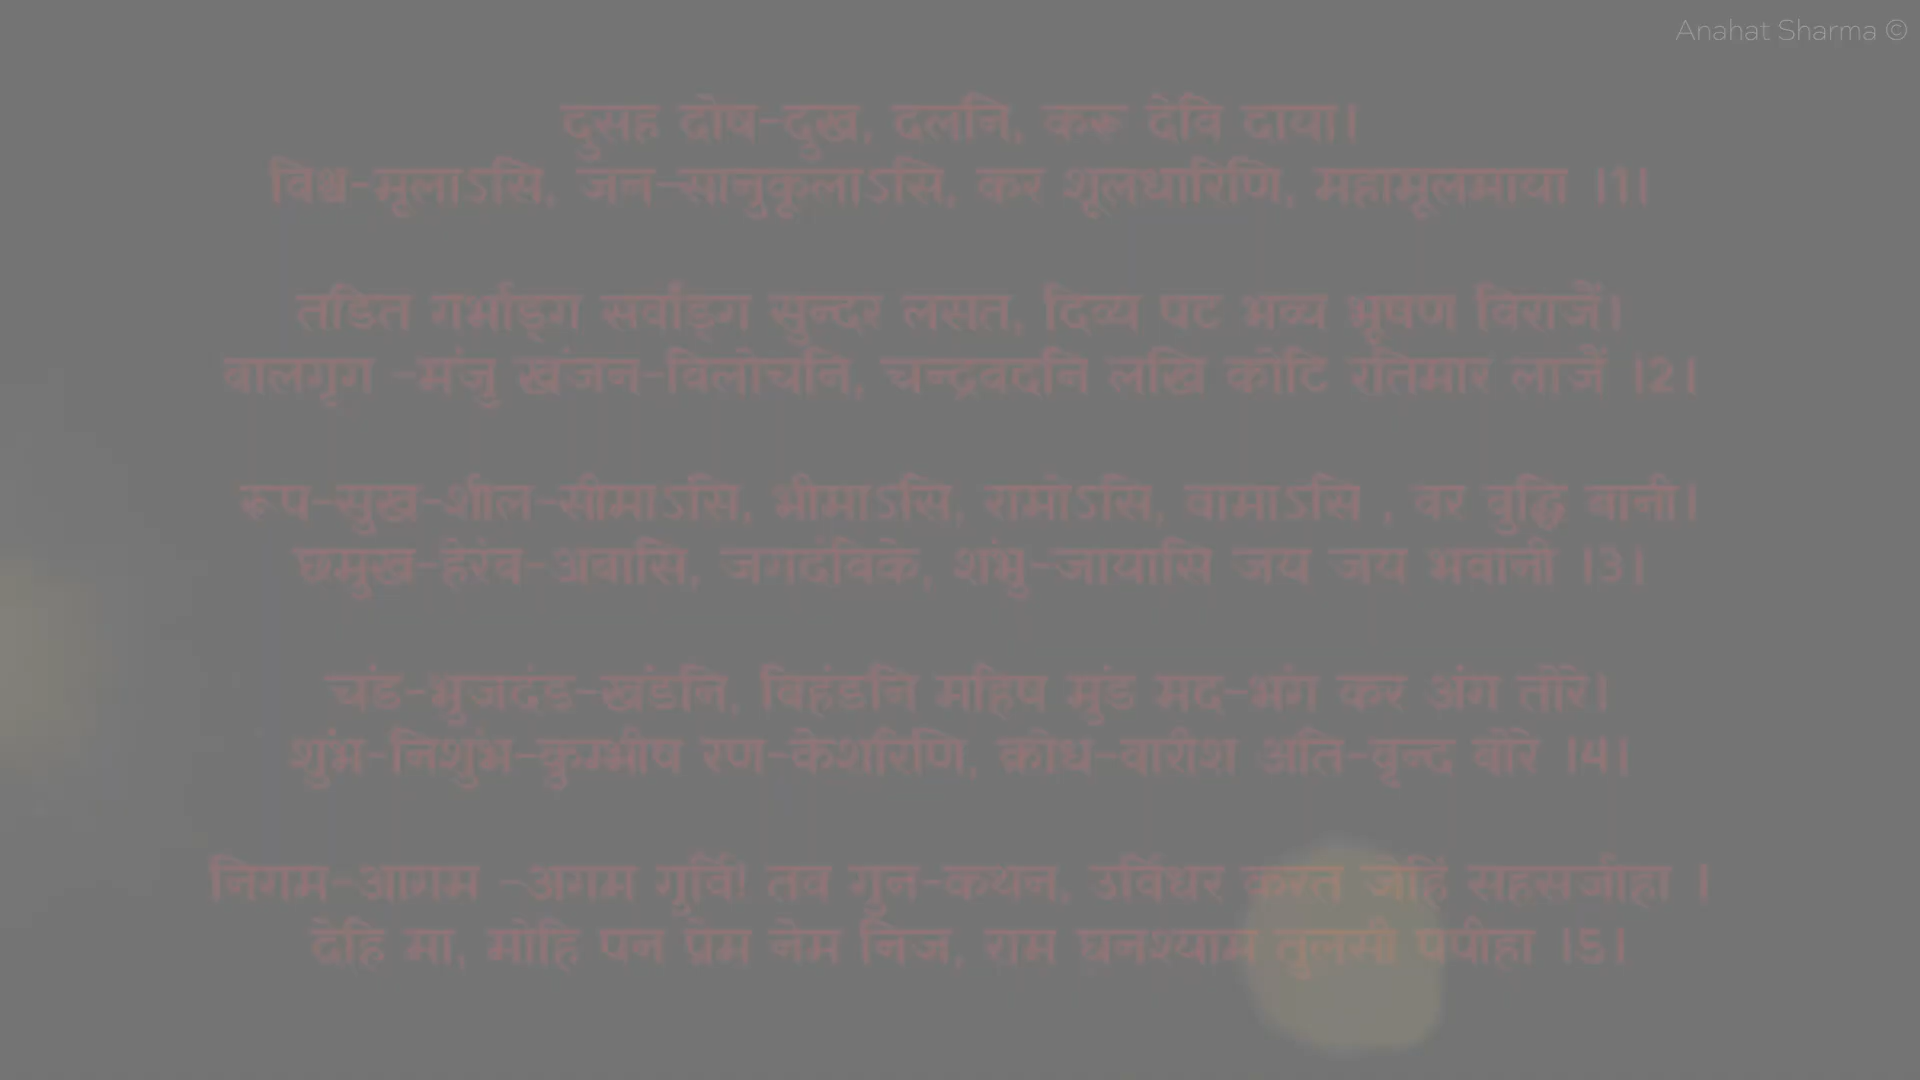 Anahat Sharma ©
दुसह द्रोष-दुख, दलनि, करू देवि दाया।
विश्व-मूलाऽसि, जन-सानुकूलाऽसि, कर शूलधारिणि, महामूलमाया ।1।
तडित गर्भाङ्ग सर्वाङ्ग सुन्दर लसत, दिव्य पट भव्य भूषण विराजैं।
बालगृग -मंजु खंजन-विलोचनि, चन्द्रवदनि लखि कोटि रतिमार लाजैं ।2।
रूप-सुख-शील-सीमाऽसि, भीमाऽसि, रामोऽसि, वामाऽसि , वर वुद्धि बानी।
छमुख-हेरंब-अवासि, जगदंविके, शंभु-जायासि जय जय भवानी ।3।
चंड-भुजदंड-खंडनि, बिहंडनि महिष मुंड मद-भंग कर अंग तोरे।
शुंभ-निशुंभ-कुम्भीष रण-केशरिणि, क्रोध-वारीश अति-वृन्द बोरे ।4।
निगम-आगम -अगम गुर्वि! तव गुन-कथन, उर्विधर करत जेहि सहसजीहा ।
देहि मा, मोहि पन प्रेम नेम निज, राम घनश्याम तुलसी पपीहा ।5।